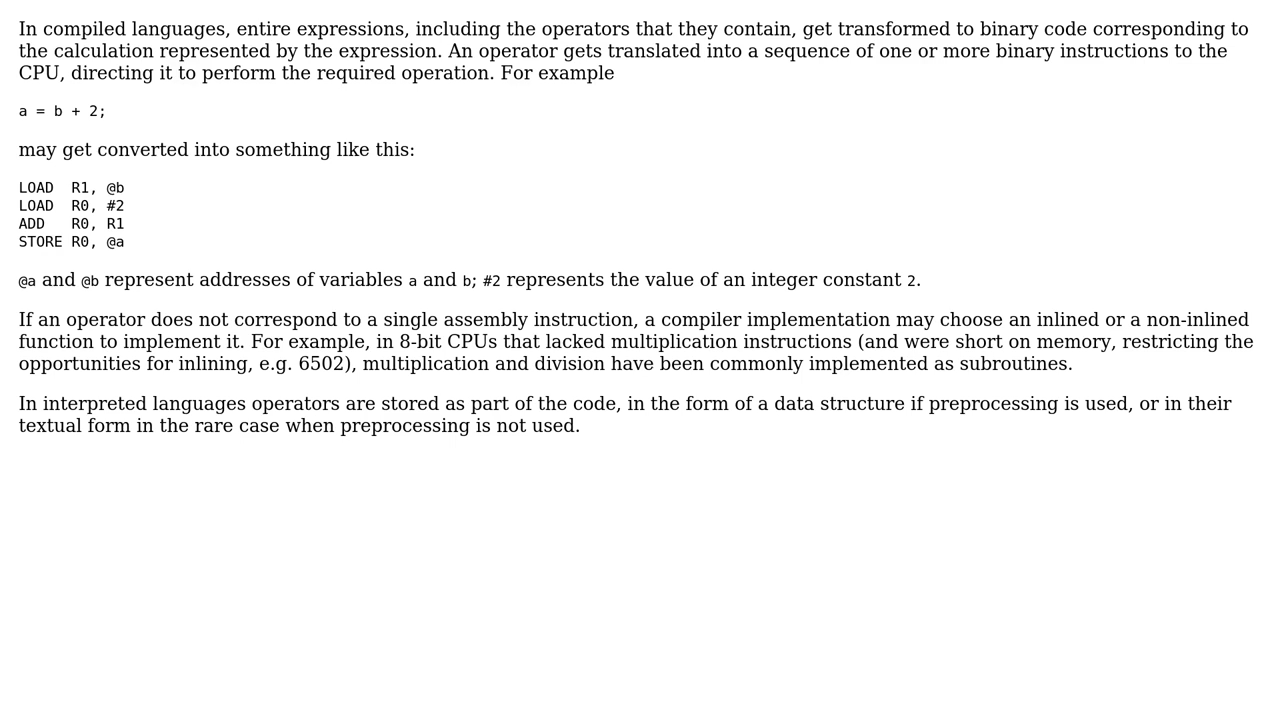 In compiled languages, entire expressions, including the operators that they contain, get transformed to binary code corresponding to
the calculation represented by the expression. An operator gets translated into a sequence of one or more binary instructions to the
CPU, directing it to perform the required operation. For example
a = b + 2;
may get converted into something like this:
LOAD  R1, @b
LOAD  R0, #2
ADD   R0, R1
STORE R0, @a
@a and @b represent addresses of variables a and b; #2 represents the value of an integer constant 2.
If an operator does not correspond to a single assembly instruction, a compiler implementation may choose an inlined or a non-inlined
function to implement it. For example, in 8-bit CPUs that lacked multiplication instructions (and were short on memory, restricting the
opportunities for inlining, e.g. 6502), multiplication and division have been commonly implemented as subroutines.
In interpreted languages operators are stored as part of the code, in the form of a data structure if preprocessing is used, or in their
textual form in the rare case when preprocessing is not used.